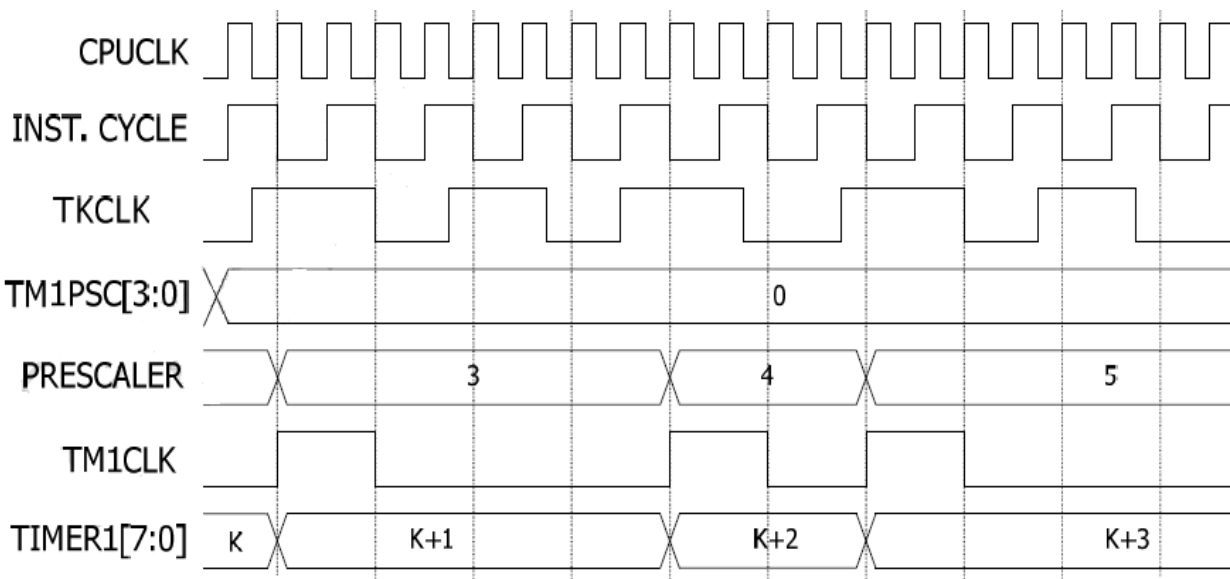 CPUCLK
INST. CYCLE
TKCLK
TM1PSC[3:0] 0
PRESCALER 3 4 5
TM1CLK
TIMER1[7:0] K K+1 K+2 K+3